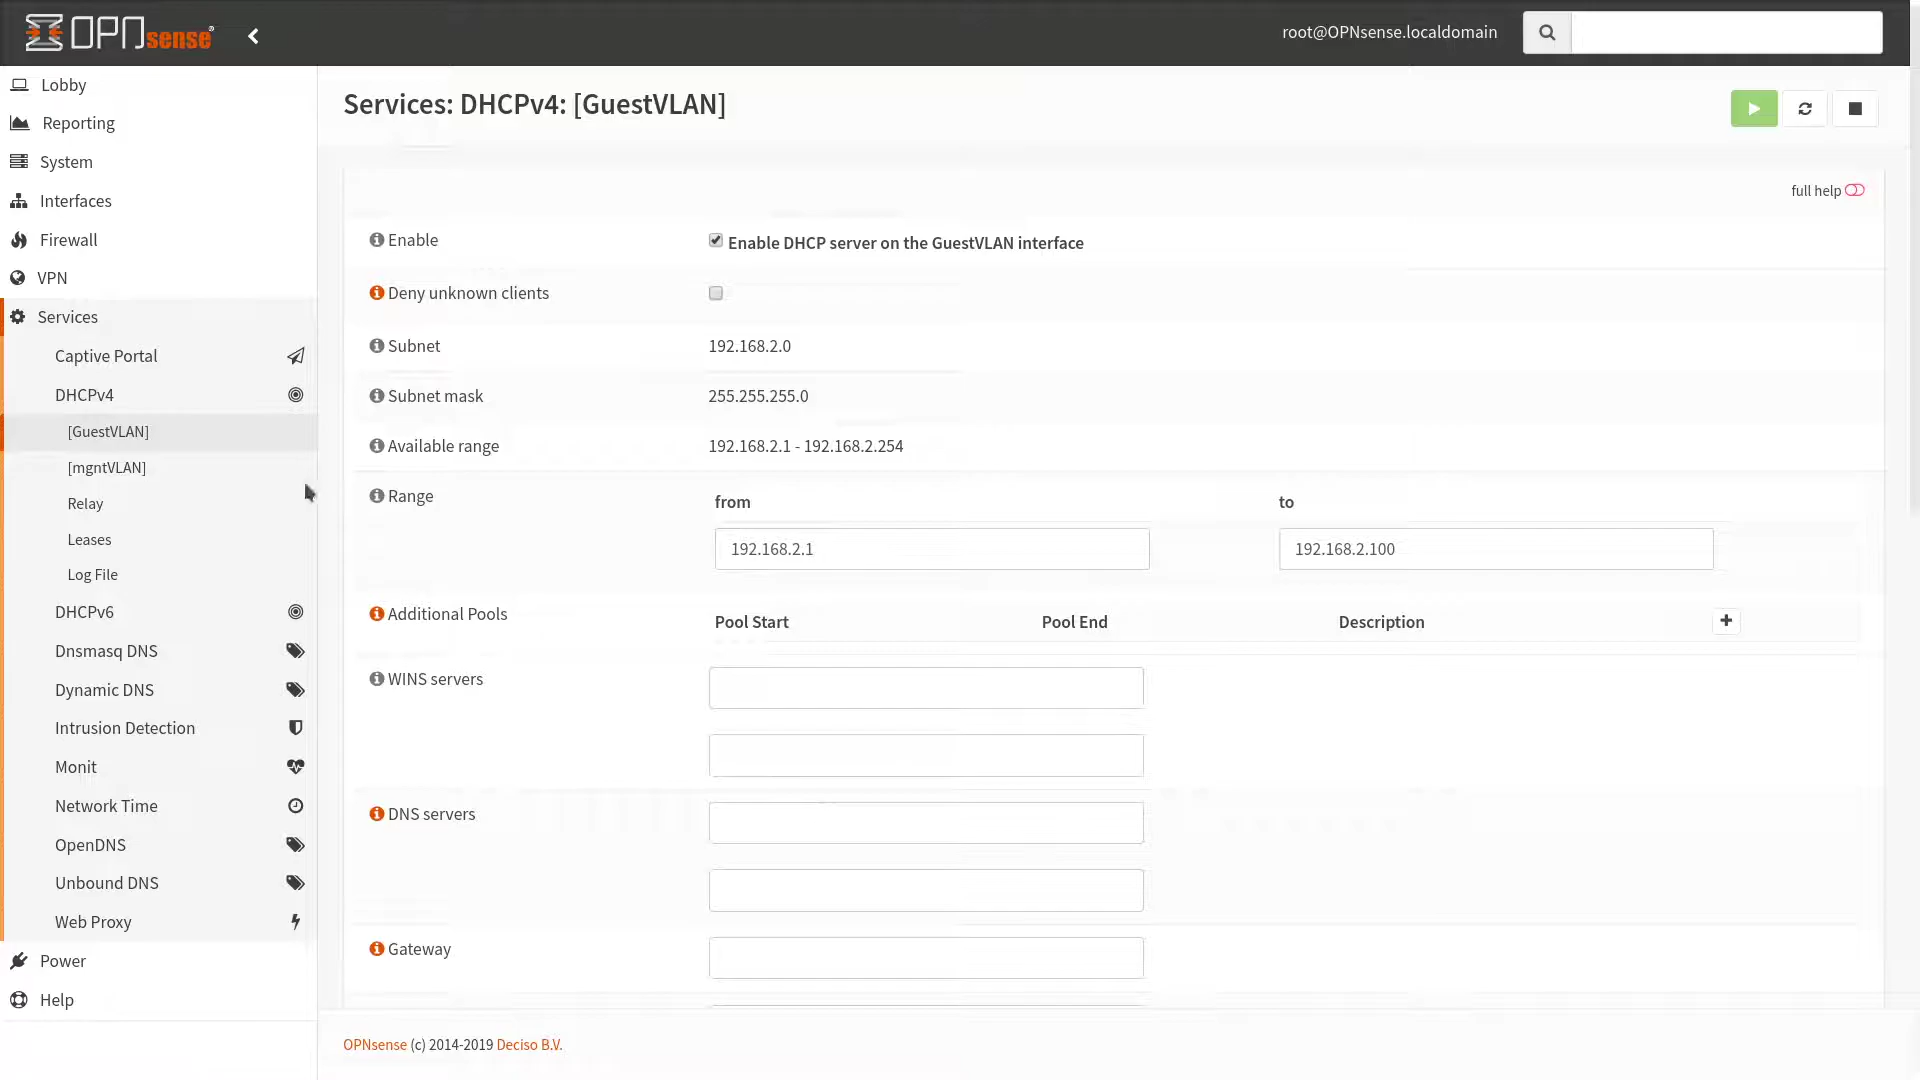 OPNsense®
root@OPNsense.localdomain
Lobby
Reporting
System
Interfaces
Firewall
VPN
Services
Captive Portal
DHCPv4
[GuestVLAN]
[mgntVLAN]
Relay
Leases
Log File
DHCPv6
Dnsmasq DNS
Dynamic DNS
Intrusion Detection
Monit
Network Time
OpenDNS
Unbound DNS
Web Proxy
Power
Help
Services: DHCPv4: [GuestVLAN]
full help
Enable
Enable DHCP server on the GuestVLAN interface
Deny unknown clients
Subnet
192.168.2.0
Subnet mask
255.255.255.0
Available range
192.168.2.1 - 192.168.2.254
Range
from
to
192.168.2.1
192.168.2.100
Additional Pools
Pool Start
Pool End
Description
WINS servers
DNS servers
Gateway
OPNsense (c) 2014-2019 Deciso B.V.